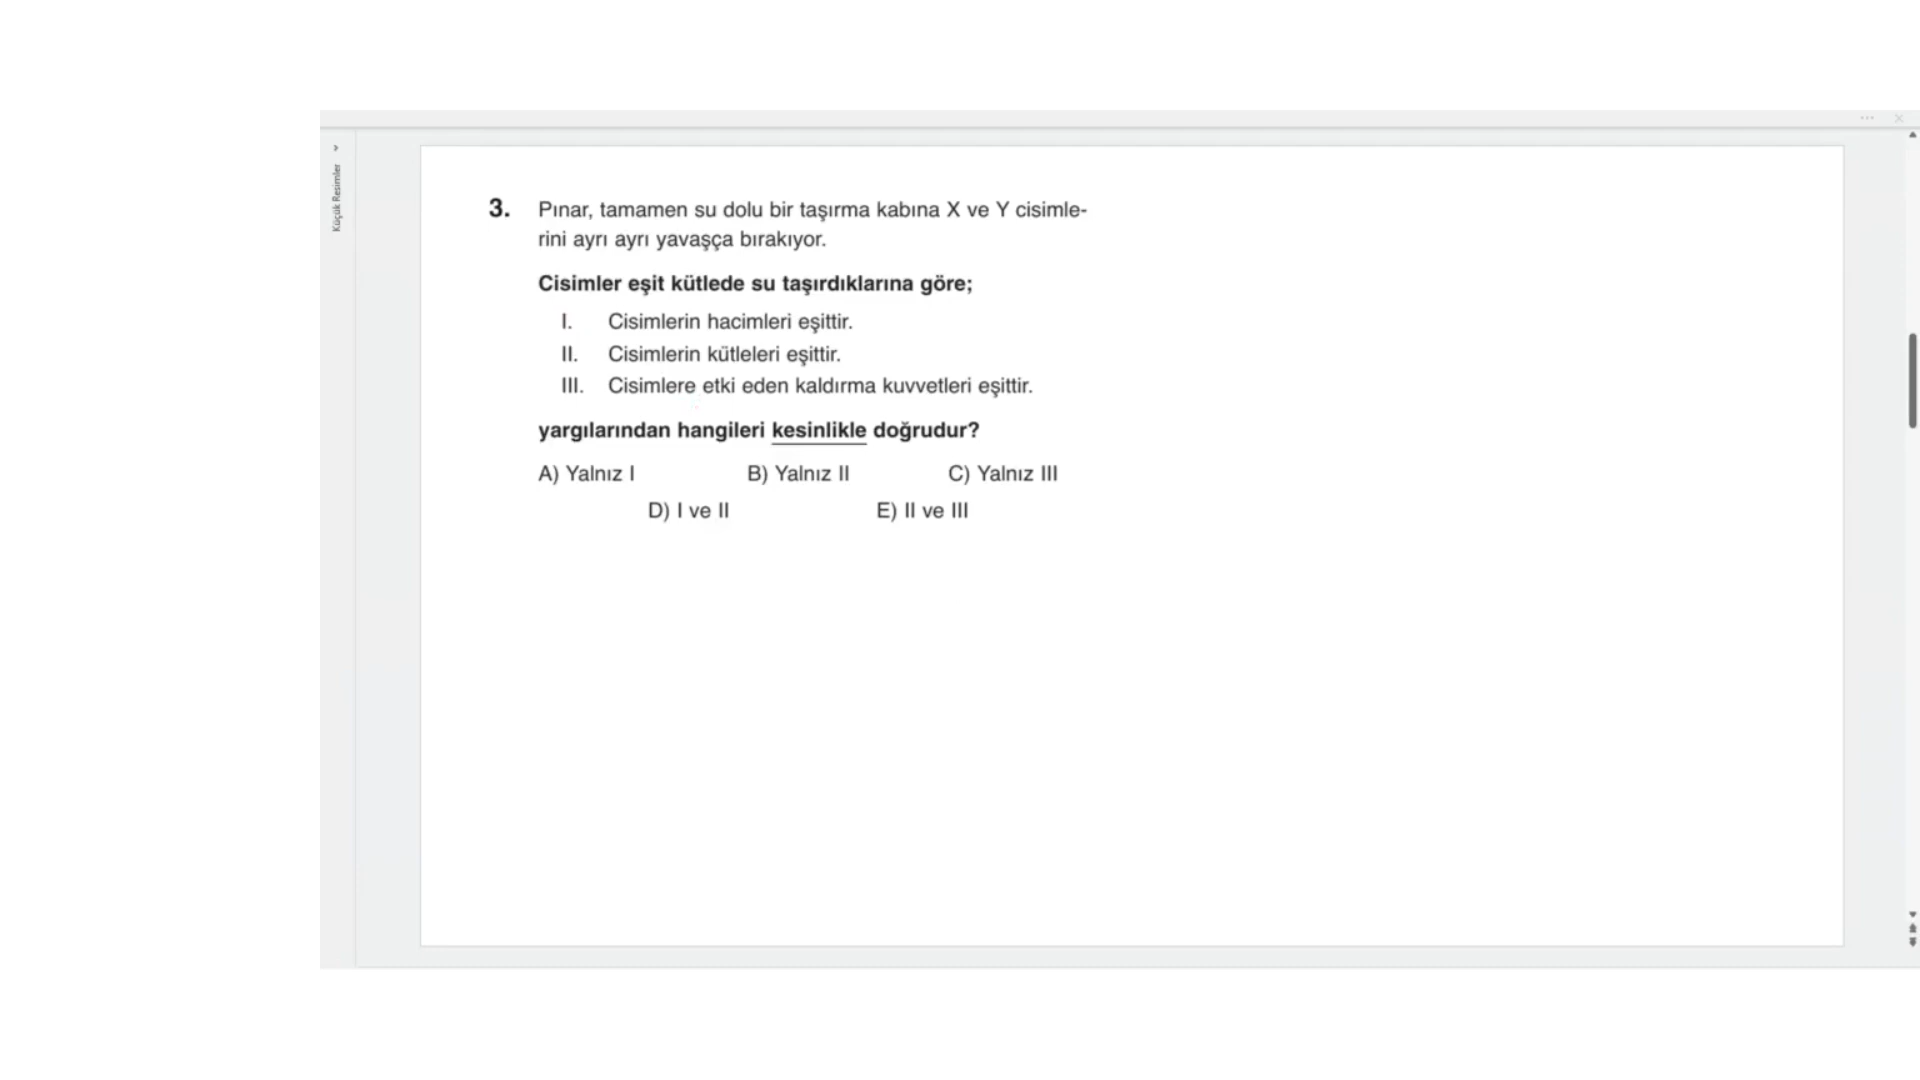 Küçük Resimler
3. Pınar, tamamen su dolu bir taşırma kabına X ve Y cisimle-
rini ayrı ayrı yavaşça bırakıyor.
Cisimler eşit kütlede su taşırdıklarına göre;
I. Cisimlerin hacimleri eşittir.
II. Cisimlerin kütleleri eşittir.
III. Cisimlere etki eden kaldırma kuvvetleri eşittir.
yargılarından hangileri kesinlikle doğrudur?
A) Yalnız I B) Yalnız II C) Yalnız III
D) I ve II E) II ve III